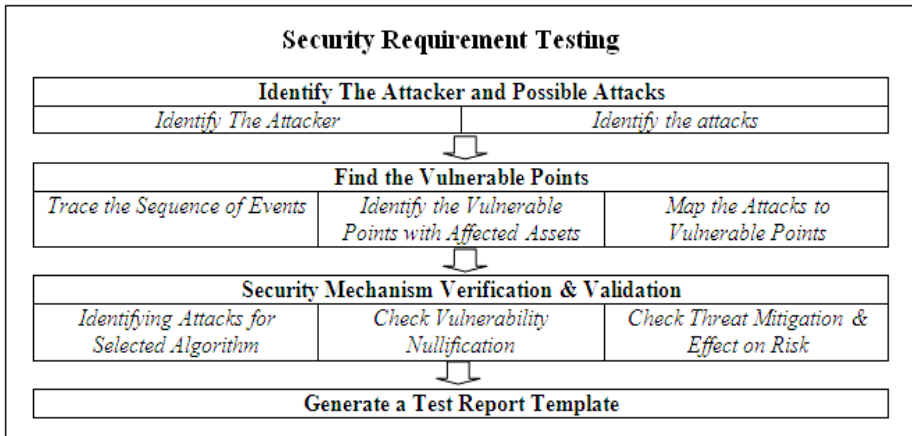 Security Requirement Testing
Identify The Attacker and Possible Attacks
Identify The Attacker
Identify the attacks
Find the Vulnerable Points
Trace the Sequence of Events
Identify the Vulnerable
Points with Affected Assets
Map the Attacks to
Vulnerable Points
Security Mechanism Verification & Validation
Identifying Attacks for
Selected Algorithm
Check Vulnerability
Nullification
Check Threat Mitigation &
Effect on Risk
Generate a Test Report Template